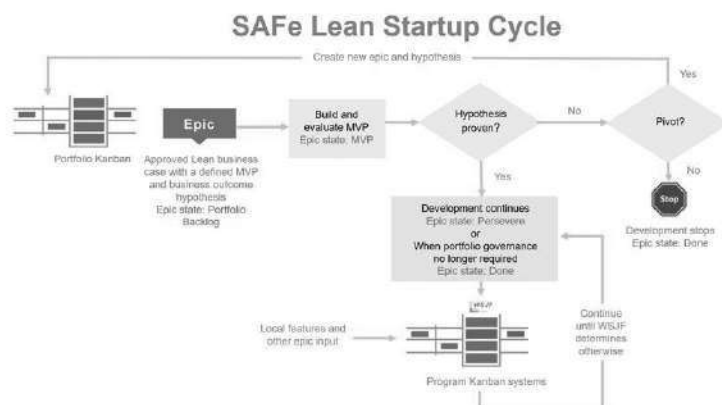 SAFe Lean Startup Cycle
Create new epic and hypothesis
Yes
Portfolio Kanban
Epic
Approved Lean business
case with a defined MVP
and business outcome
hypothesis
Epic state: Portfolio
Backlog
Build and
evaluate MVP
Epic state: MVP
Hypothesis
proven?
No
Pivot?
No
Stop
Development stops
Epic state: Done
Yes
Development continues
Epic state: Persevere
or
When portfolio governance
no longer required
Epic state: Done
WSJF
Local features and
other epic input
Program Kanban systems
Continue
until WSJF
determines
otherwise